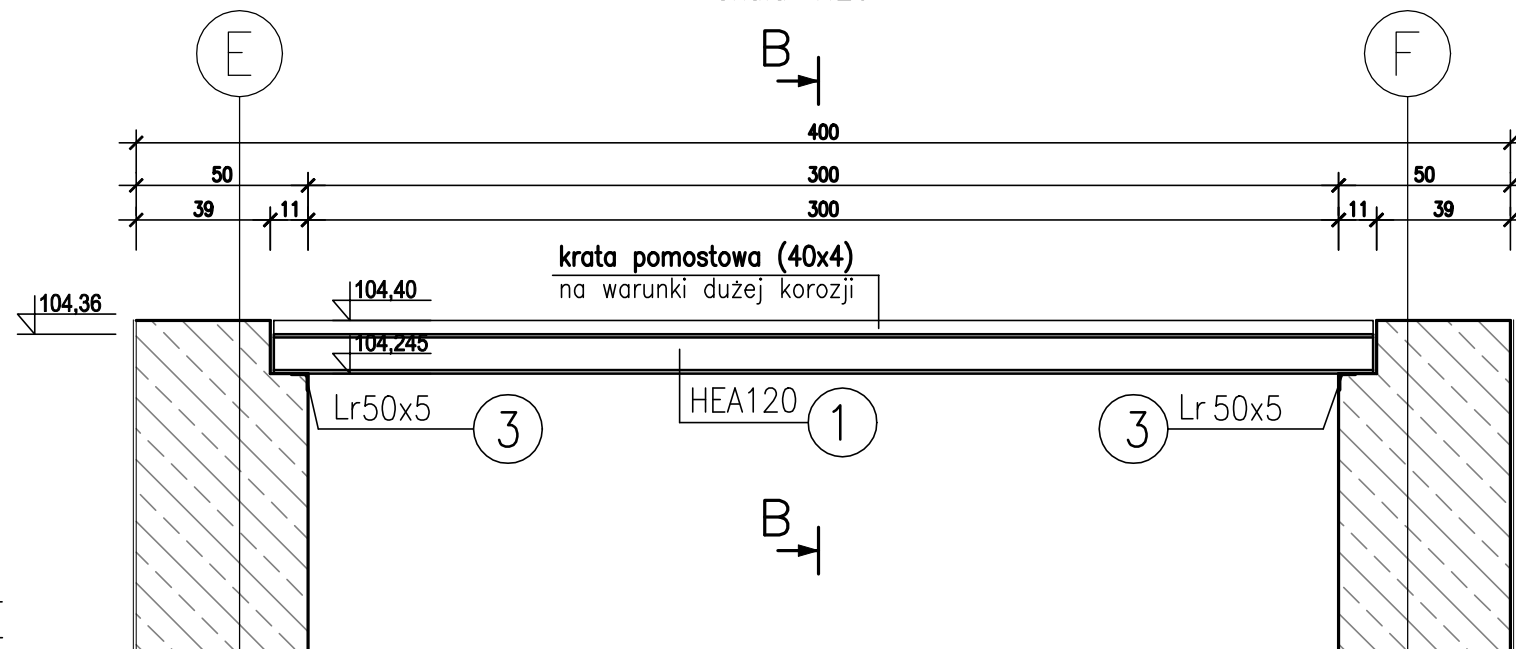 E
B
F
400
50
300
50
39
11
300
11
39
krata pomostowa (40x4)
na warunki dużej korozji
104,36
104,40
104,245
Lr50x5
3
HEA120
1
3
Lr 50x5
B